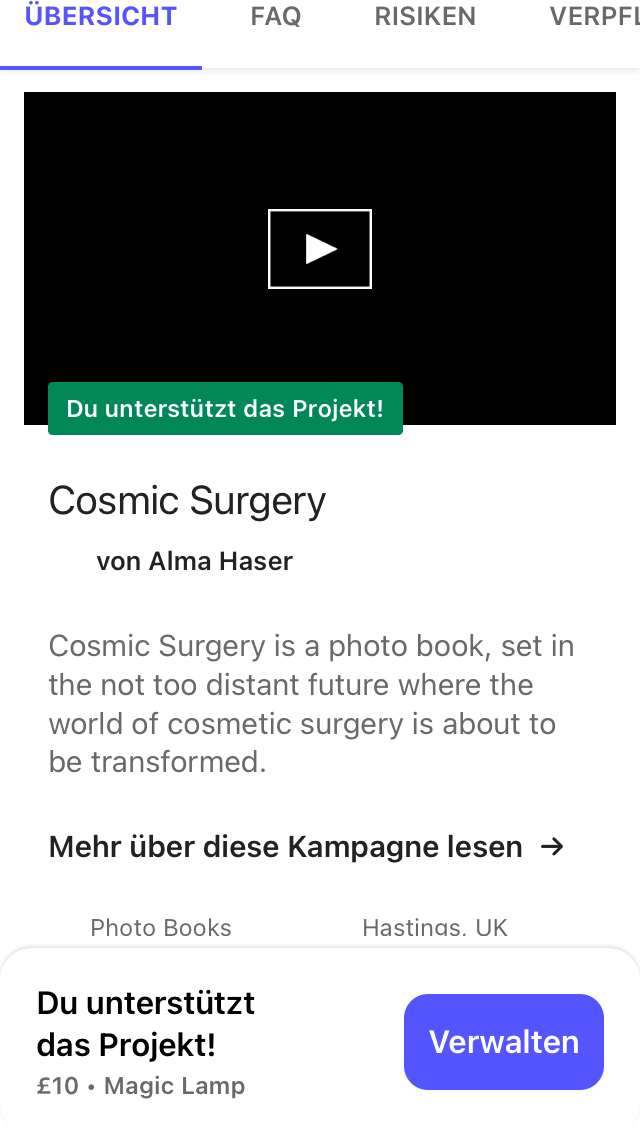 ÜBERSICHT FAQ RISIKEN VERPFL
Du unterstützt das Projekt!
Cosmic Surgery
von Alma Haser
Cosmic Surgery is a photo book, set in
the not too distant future where the
world of cosmetic surgery is about to
be transformed.
Mehr über diese Kampagne lesen →
Photo Books Hastings, UK
Du unterstützt
das Projekt!
£10 • Magic Lamp
Verwalten